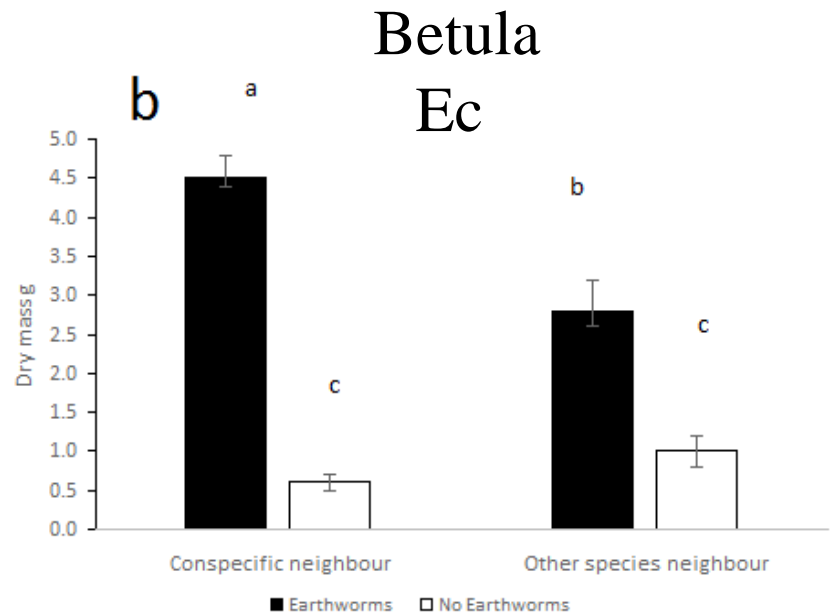 Betula
Ec
b
a
5.0
4.5
4.0
3.5
3.0
2.5
2.0
1.5
1.0
0.5
0.0
Dry mass g
c
b
c
Conspecific neighbour
Other species neighbour
Earthworms
No Earthworms